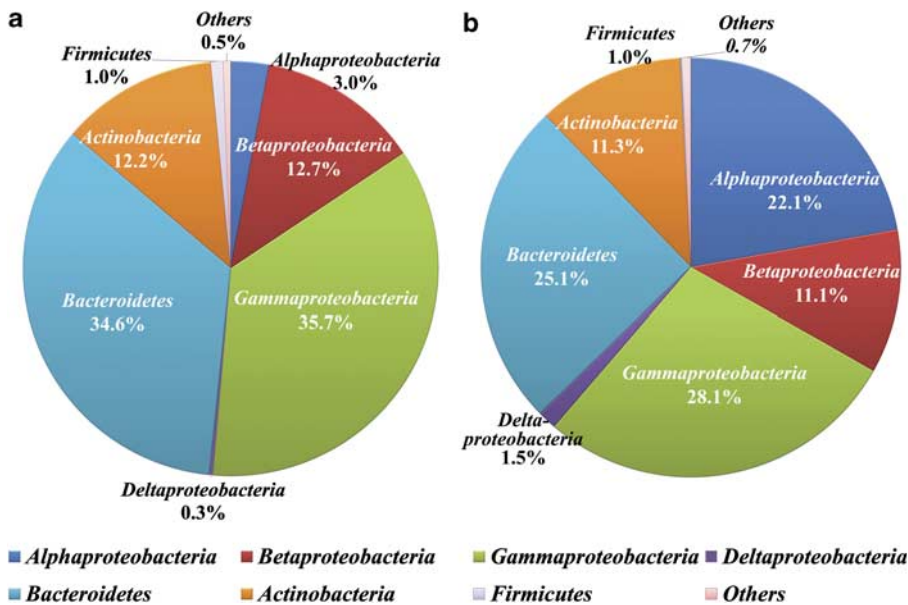 a
Others
0.5%
Firmicutes
1.0%
Alphaproteobacteria
3.0%
Actinobacteria
12.2%
Betaproteobacteria
12.7%
Bacteroidetes
34.6%
Gammaproteobacteria
35.7%
Deltaproteobacteria
0.3%
b
Others
0.7%
Firmicutes
1.0%
Actinobacteria
11.3%
Alphaproteobacteria
22.1%
Bacteroidetes
25.1%
Betaproteobacteria
11.1%
Gammaproteobacteria
28.1%
Delta-
proteobacteria
1.5%
Alphaproteobacteria Betaproteobacteria Gammaproteobacteria Deltaproteobacteria
Bacteroidetes Actinobacteria Firmicutes Others